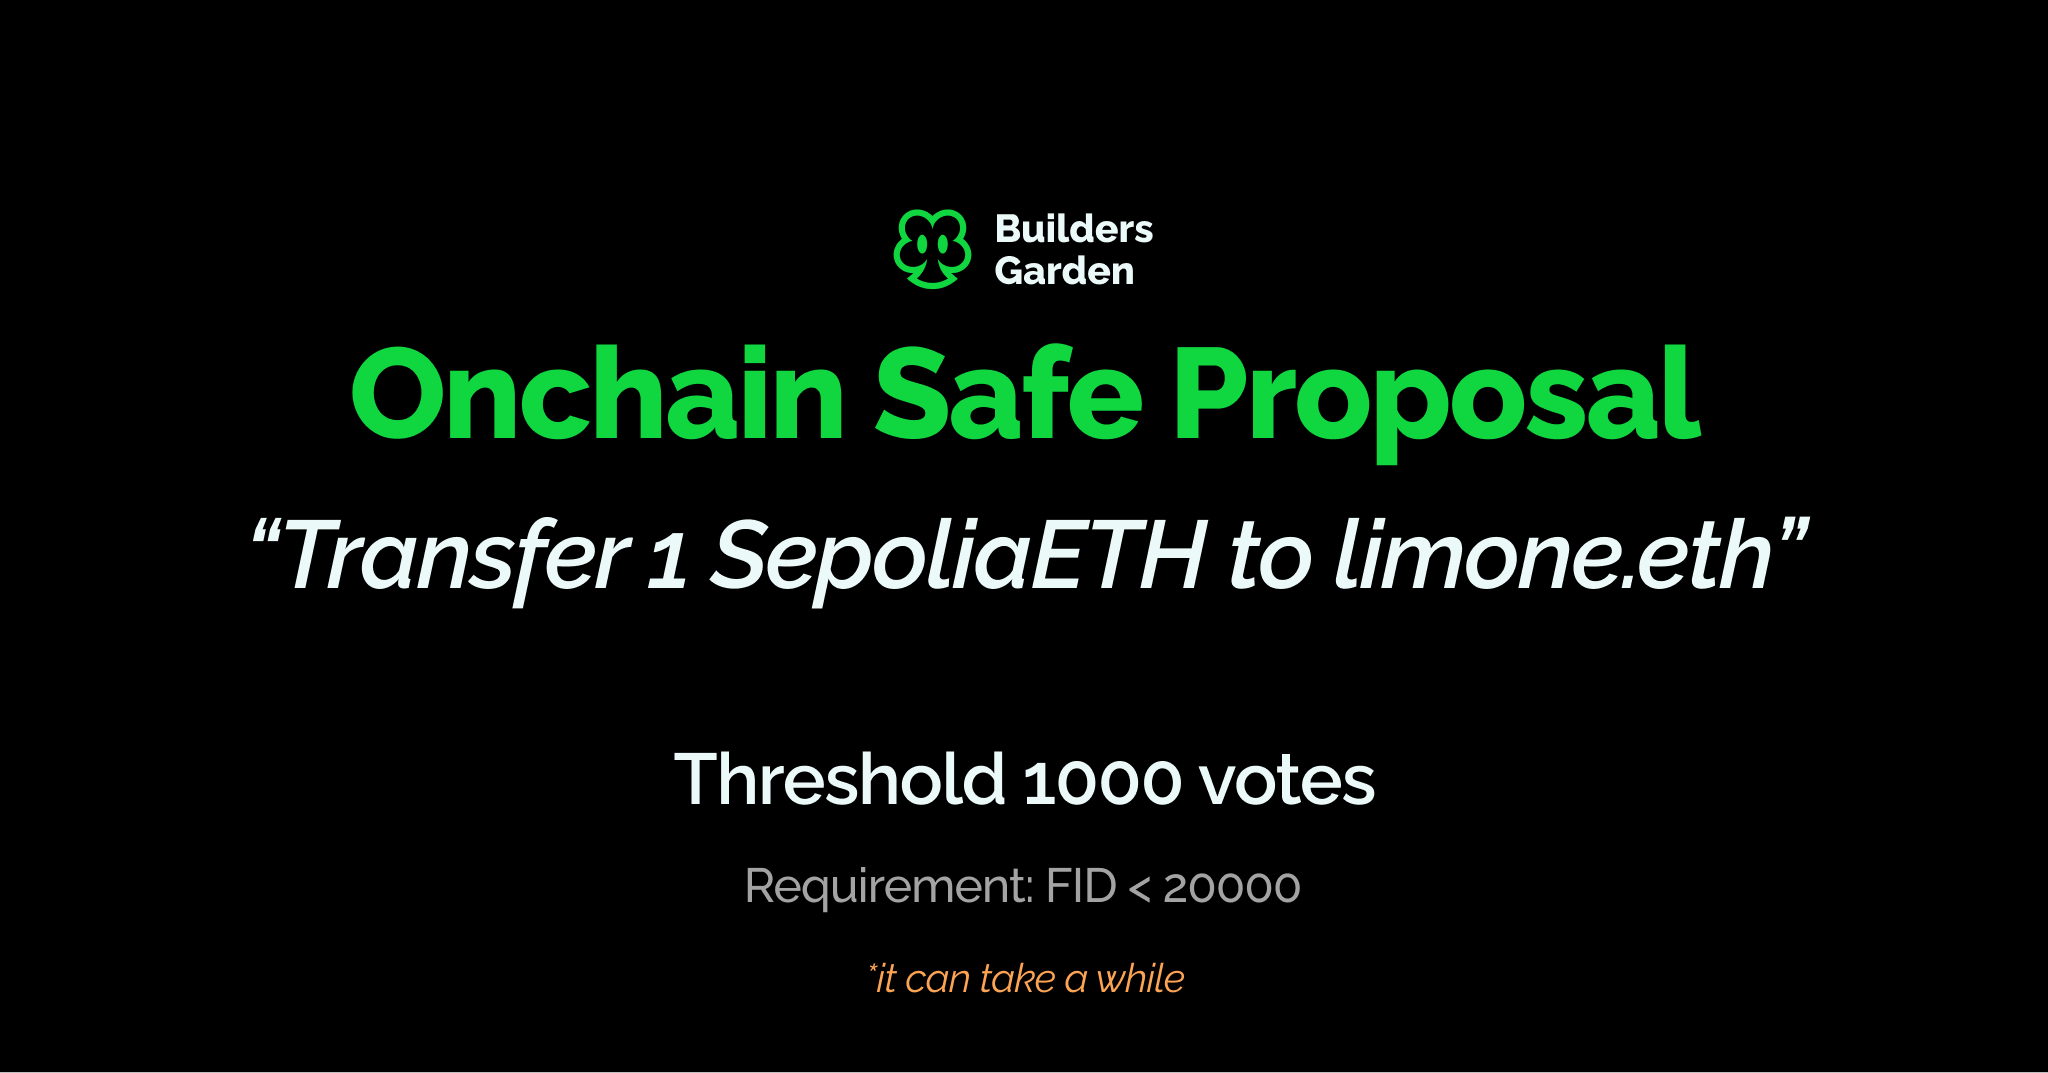 Builders
Garden
Onchain Safe Proposal
“Transfer 1 SepoliaETH to limone.eth”
Threshold 1000 votes
Requirement: FID < 20000
*it can take a while